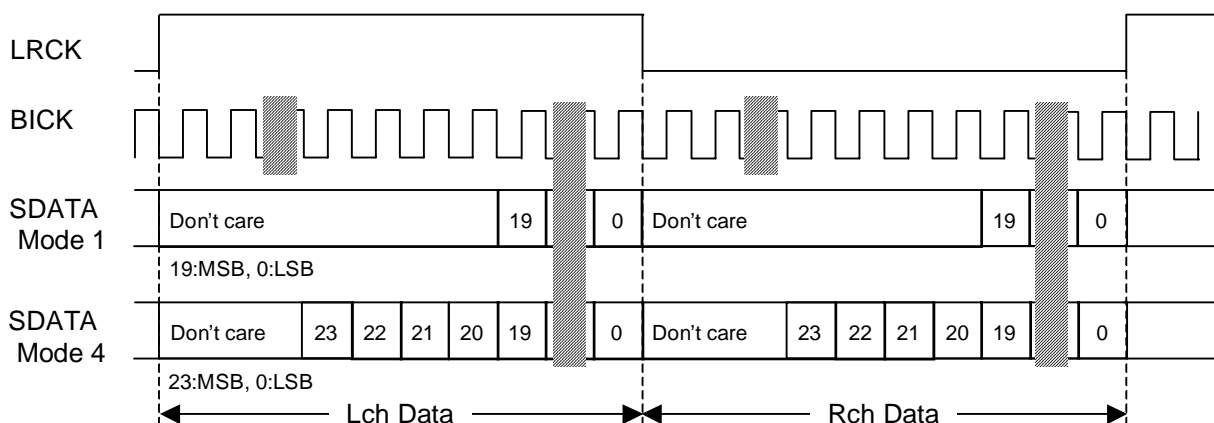 LRCK
BICK
SDATA
Mode 1
Don't care 19 0 Don't care 19 0
19:MSB, 0:LSB
SDATA
Mode 4
Don't care 23 22 21 20 19 0 Don't care 23 22 21 20 19 0
23:MSB, 0:LSB
Lch Data Rch Data